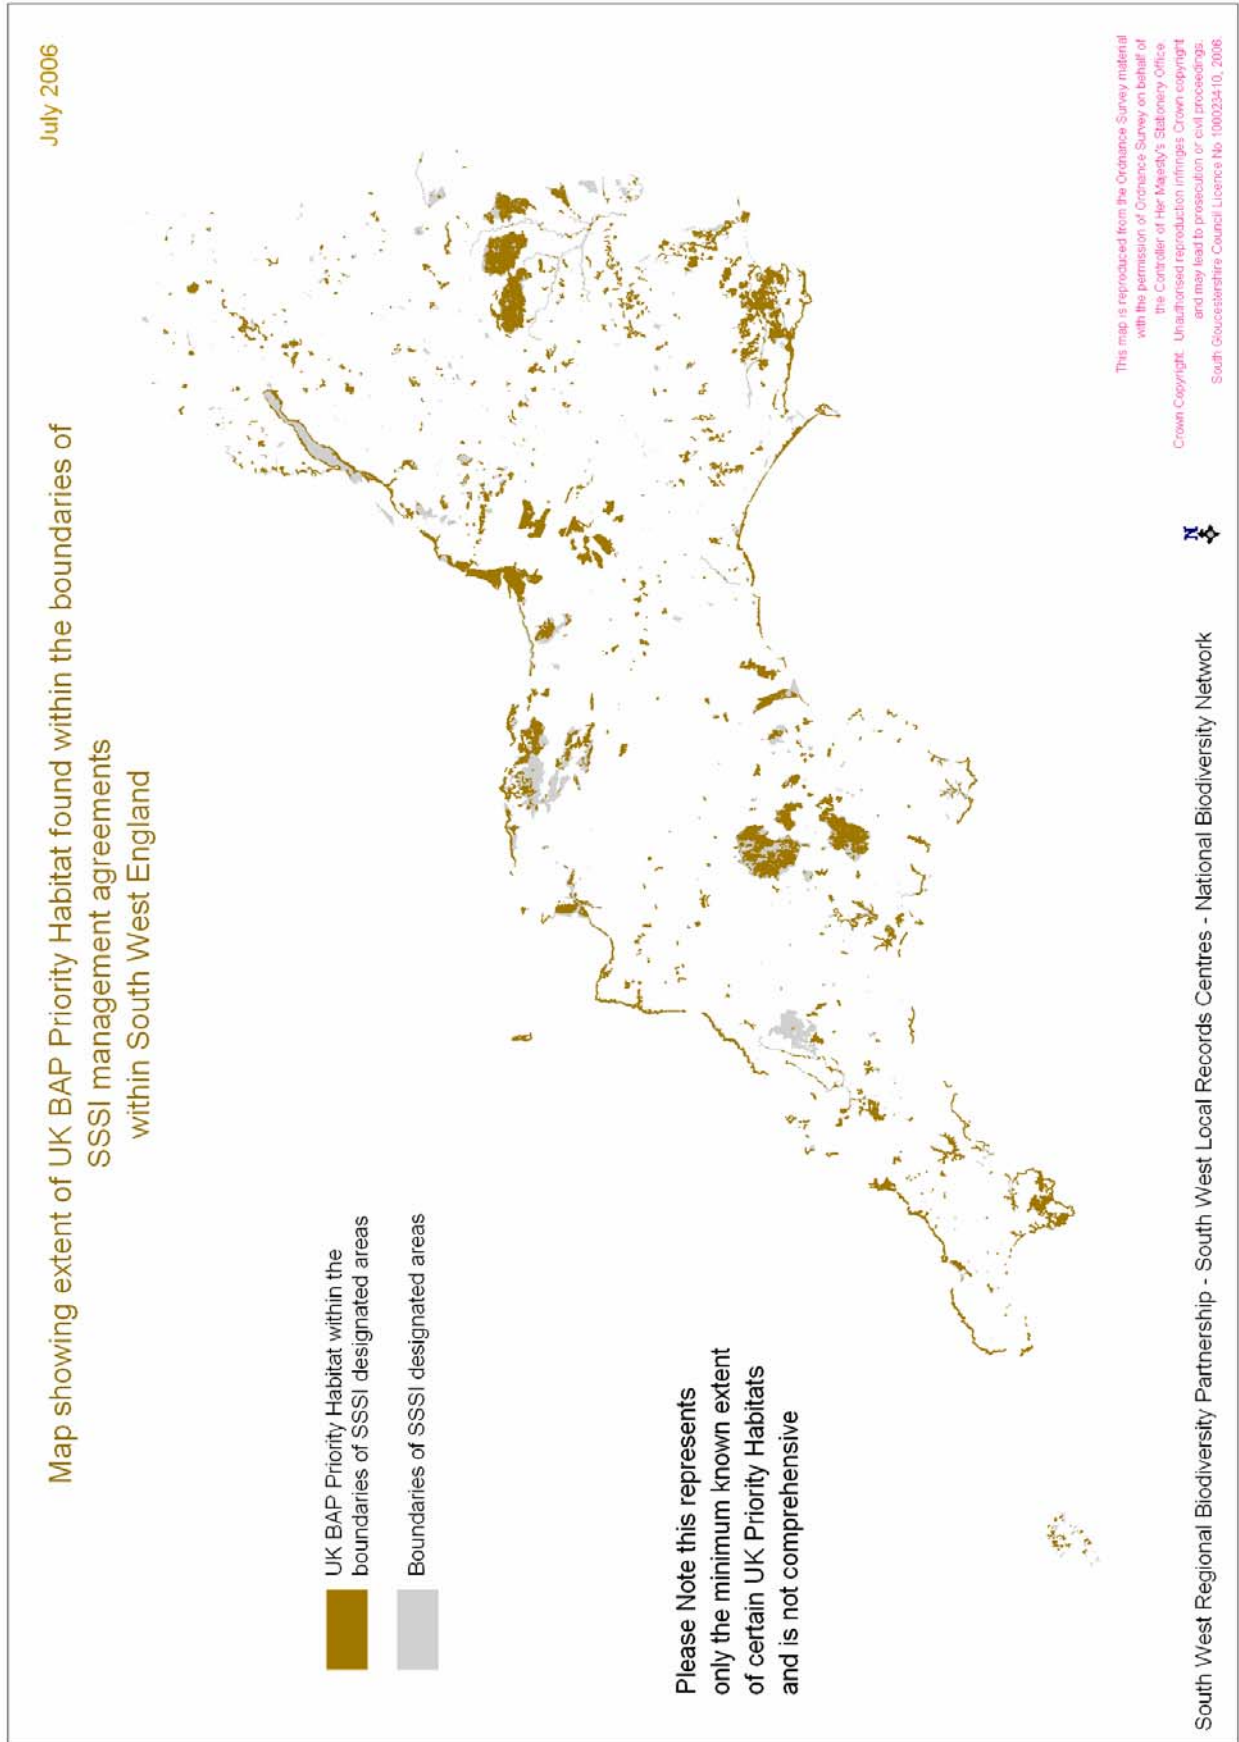 July 2006
Map showing extent of UK BAP Priority Habitat found within the boundaries of
SSSI management agreements
within South West England
UK BAP Priority Habitat within the
boundaries of SSSI designated areas
Boundaries of SSSI designated areas
Please Note this represents
only the minimum known extent
of certain UK Priority Habitats
and is not comprehensive
This map is reproduced from the Ordnance Survey material
with the permission of Ordnance Survey on behalf of
the Controller of Her Majesty's Stationery Office.
Crown Copyright. Unauthorised reproduction infringes Crown copyright
and may lead to prosecution or civil proceedings.
South Gloucestershire Council Licence No 100023410, 2006.
N
South West Regional Biodiversity Partnership - South West Local Records Centres - National Biodiversity Network